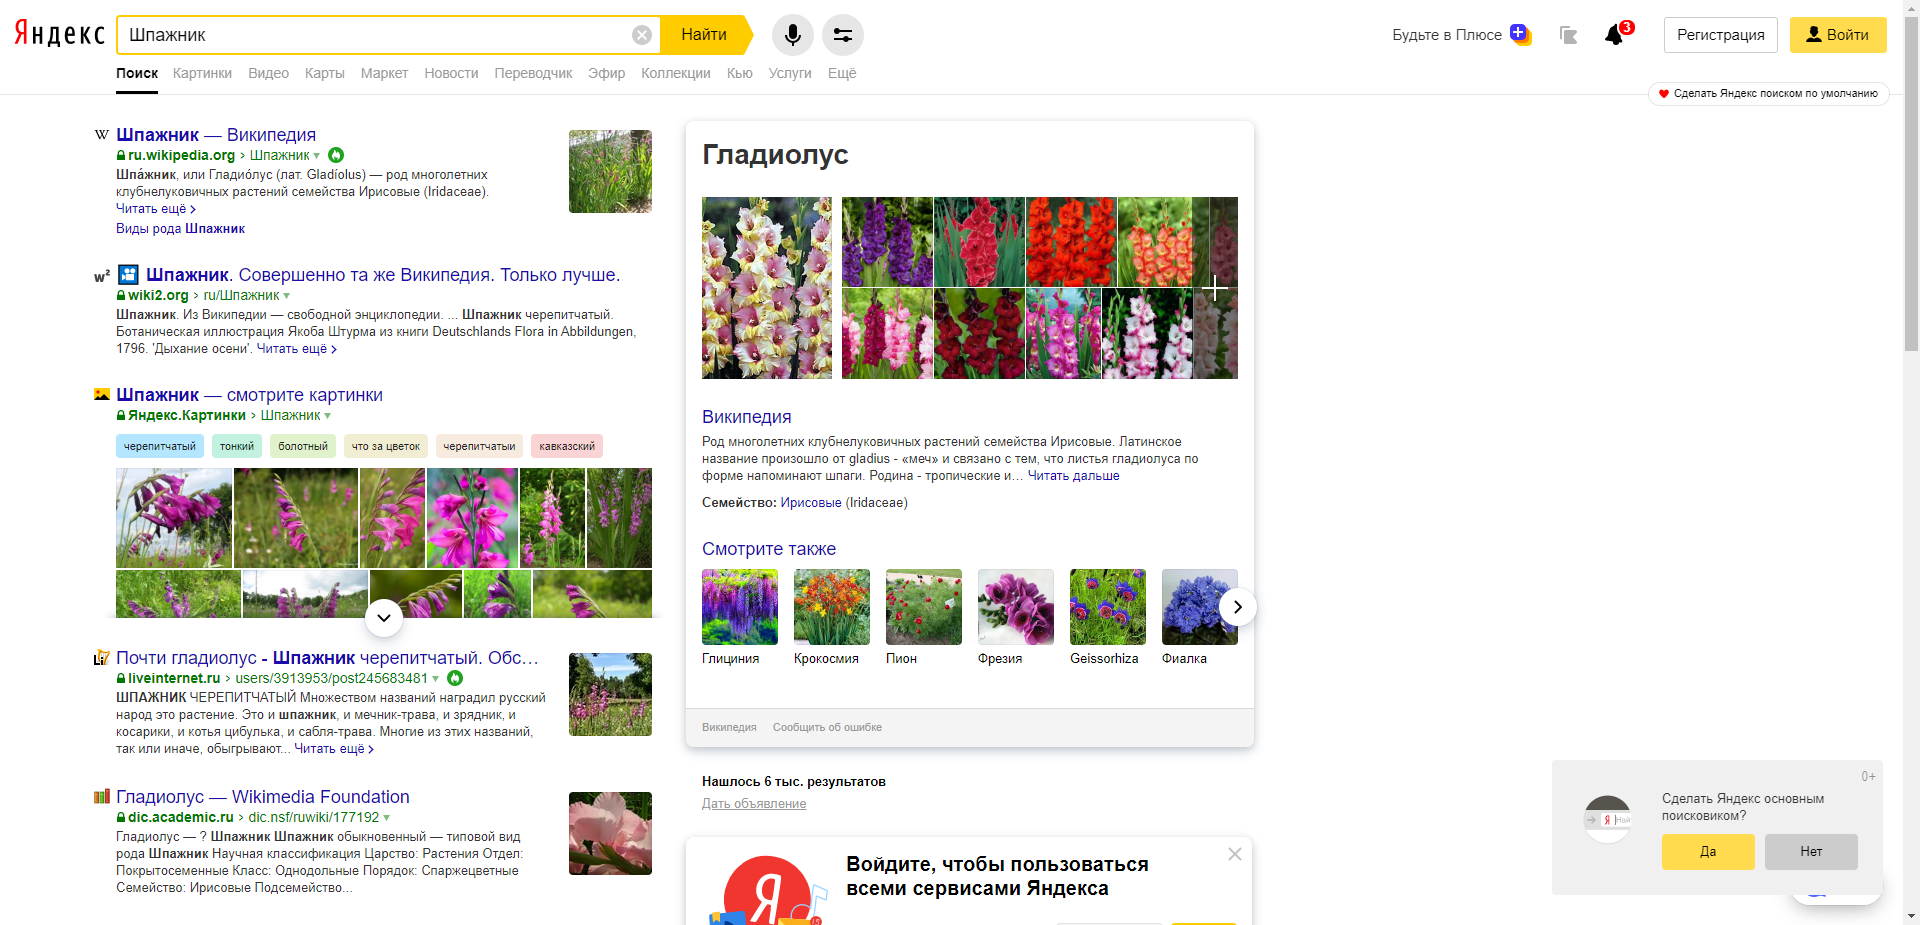 Яндекс
Шпажник
Найти
Будьте в Плюсе
3
Регистрация
Войти
Поиск Картинки Видео Карты Маркет Новости Переводчик Эфир Коллекции Кью Услуги Ещё
Сделать Яндекс поиском по умолчанию
W Шпажник — Википедия
ru.wikipedia.org › Шпажник
Шпа́жник, или Гладио́лус (лат. Gladíolus) — род многолетних
клубнелуковичных растений семейства Ирисовые (Iridaceae).
Читать ещё ›
Виды рода Шпажник
w² Шпажник. Совершенно та же Википедия. Только лучше.
wiki2.org › ru/Шпажник
Шпажник. Из Википедии — свободной энциклопедии. ... Шпажник черепитчатый.
Ботаническая иллюстрация Якоба Штурма из книги Deutschlands Flora in Abbildungen,
1796. 'Дыхание осени'. Читать ещё ›
Шпажник — смотрите картинки
Яндекс.Картинки › Шпажник
черепитчатый тонкий болотный что за цветок черепитчатыи кавказский
Почти гладиолус - Шпажник черепитчатый. Обс...
liveinternet.ru › users/3913953/post245683481
ШПАЖНИК ЧЕРЕПИТЧАТЫЙ Множеством названий наградил русский
народ это растение. Это и шпажник, и мечник-трава, и зрядник, и
косарики, и котья цибулька, и сабля-трава. Многие из этих названий,
так или иначе, обыгрывают... Читать ещё ›
Гладиолус — Wikimedia Foundation
dic.academic.ru › dic.nsf/ruwiki/177192
Гладиолус — ? Шпажник Шпажник обыкновенный — типовой вид
рода Шпажник Научная классификация Царство: Растения Отдел:
Покрытосеменные Класс: Однодольные Порядок: Спаржецветные
Семейство: Ирисовые Подсемейство...
Гладиолус
Википедия
Род многолетних клубнелуковичных растений семейства Ирисовые. Латинское
название произошло от gladius - «меч» и связано с тем, что листья гладиолуса по
форме напоминают шпаги. Родина - тропические и... Читать дальше
Семейство: Ирисовые (Iridaceae)
Смотрите также
Глициния Крокосмия Пион Фрезия Geissorhiza Фиалка
Википедия Сообщить об ошибке
Нашлось 6 тыс. результатов
Дать объявление
Я
Войдите, чтобы пользоваться
всеми сервисами Яндекса
0+
Сделать Яндекс основным
поисковиком?
Я Най
Да Нет